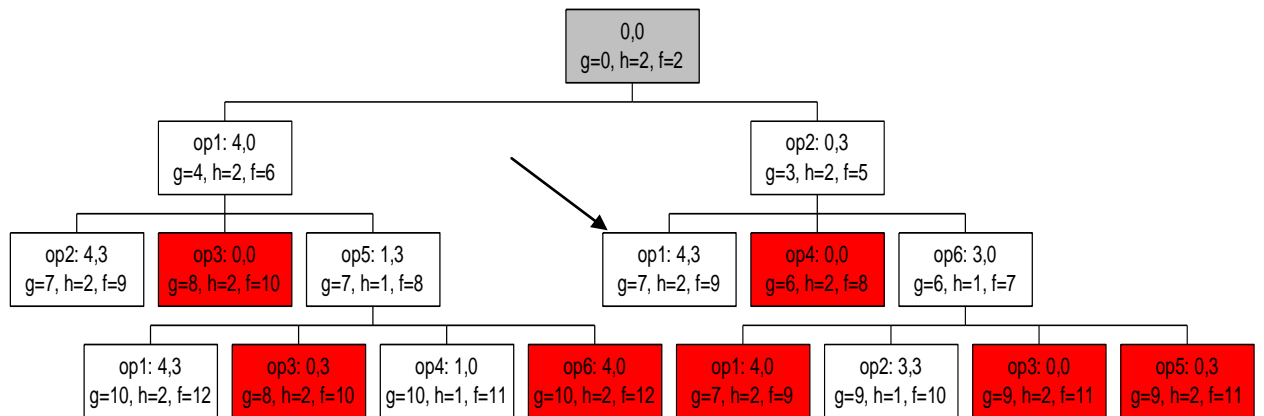 0,0
g=0, h=2, f=2
op1: 4,0
g=4, h=2, f=6
op2: 0,3
g=3, h=2, f=5
op2: 4,3
g=7, h=2, f=9
op3: 0,0
g=8, h=2, f=10
op5: 1,3
g=7, h=1, f=8
op1: 4,3
g=7, h=2, f=9
op4: 0,0
g=6, h=2, f=8
op6: 3,0
g=6, h=1, f=7
op1: 4,3
g=10, h=2, f=12
op3: 0,3
g=8, h=2, f=10
op4: 1,0
g=10, h=1, f=11
op6: 4,0
g=10, h=2, f=12
op1: 4,0
g=7, h=2, f=9
op2: 3,3
g=9, h=1, f=10
op3: 0,0
g=9, h=2, f=11
op5: 0,3
g=9, h=2, f=11